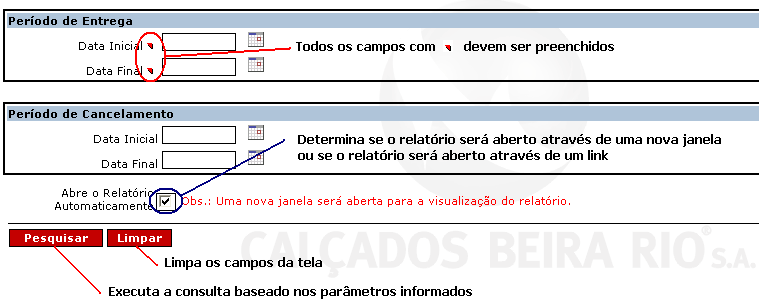 Período de Entrega
Data Inicial
Todos os campos com devem ser preenchidos
Data Final
Período de Cancelamento
Data Inicial
Determina se o relatório será aberto através de uma nova janela
Data Final
ou se o relatório será aberto através de um link
Abre o Relatório
Automaticamente
Obs.: Uma nova janela será aberta para a visualização do relatório.
Pesquisar
Limpar
CALÇADOS BEIRA RIO® S.A.
Limpa os campos da tela
Executa a consulta baseado nos parâmetros informados